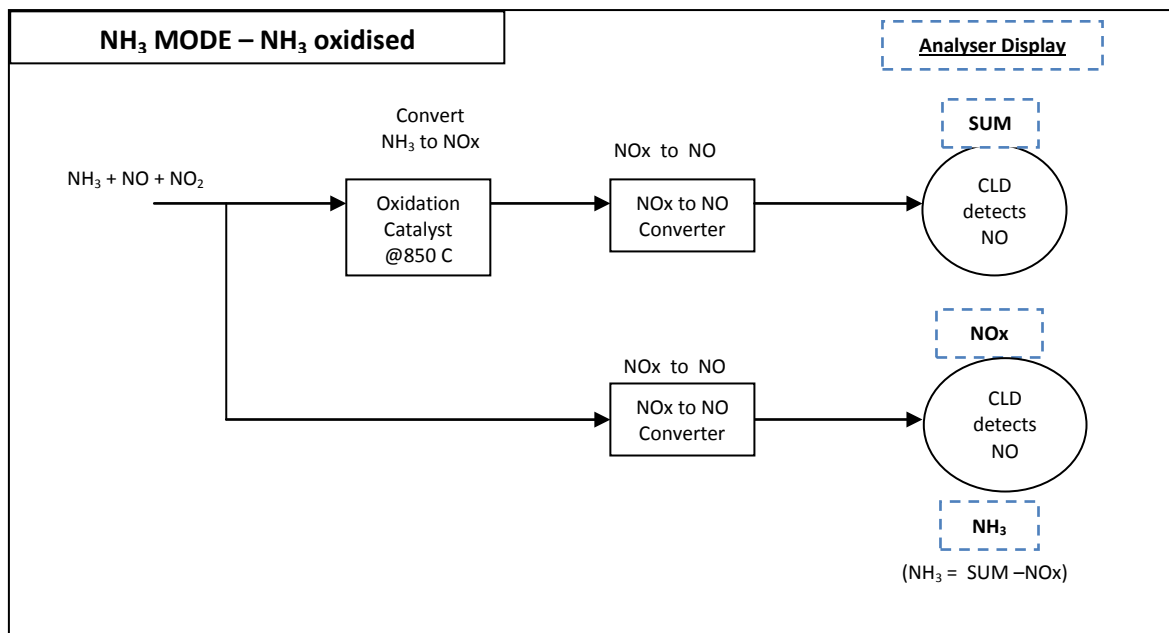 NH₃ MODE – NH₃ oxidised
Analyser Display
Convert
NH₃ to NOx
SUM
NOx to NO
NH₃ + NO + NO₂
Oxidation
Catalyst
@850 C
NOx to NO
Converter
CLD
detects
NO
NOx
NOx to NO
NOx to NO
Converter
CLD
detects
NO
NH₃
(NH₃ = SUM –NOx)